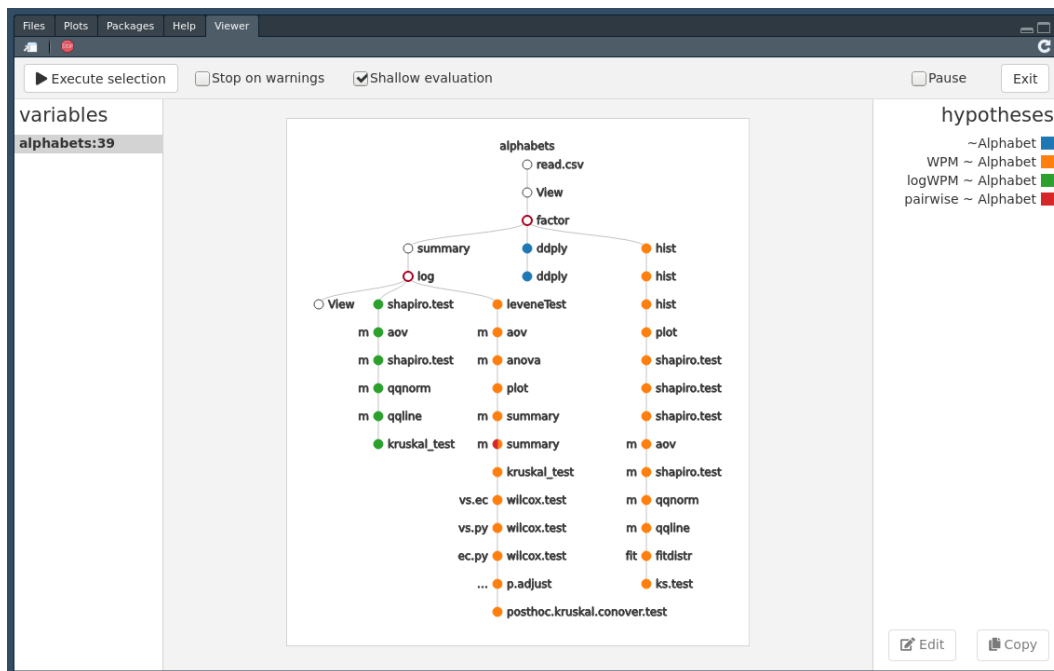 Files Plots Packages Help Viewer
Execute selection Stop on warnings Shallow evaluation Pause Exit
variables
alphabets:39
hypotheses
~Alphabet
WPM ~ Alphabet
logWPM ~ Alphabet
pairwise ~ Alphabet
alphabets
read.csv
View
factor
summary ddply hist
log ddply hist
View shapiro.test leveneTest hist
m aov m aov plot
m shapiro.test m anova shapiro.test
m qqnorm plot shapiro.test
m qqline m summary shapiro.test
kruskal_test m summary m aov
kruskal_test m shapiro.test
vs.ec wilcox.test m qqnorm
vs.py wilcox.test m qqline
ec.py wilcox.test fit fitdistr
... p.adjust ks.test
posthoc.kruskal.conover.test
Edit Copy